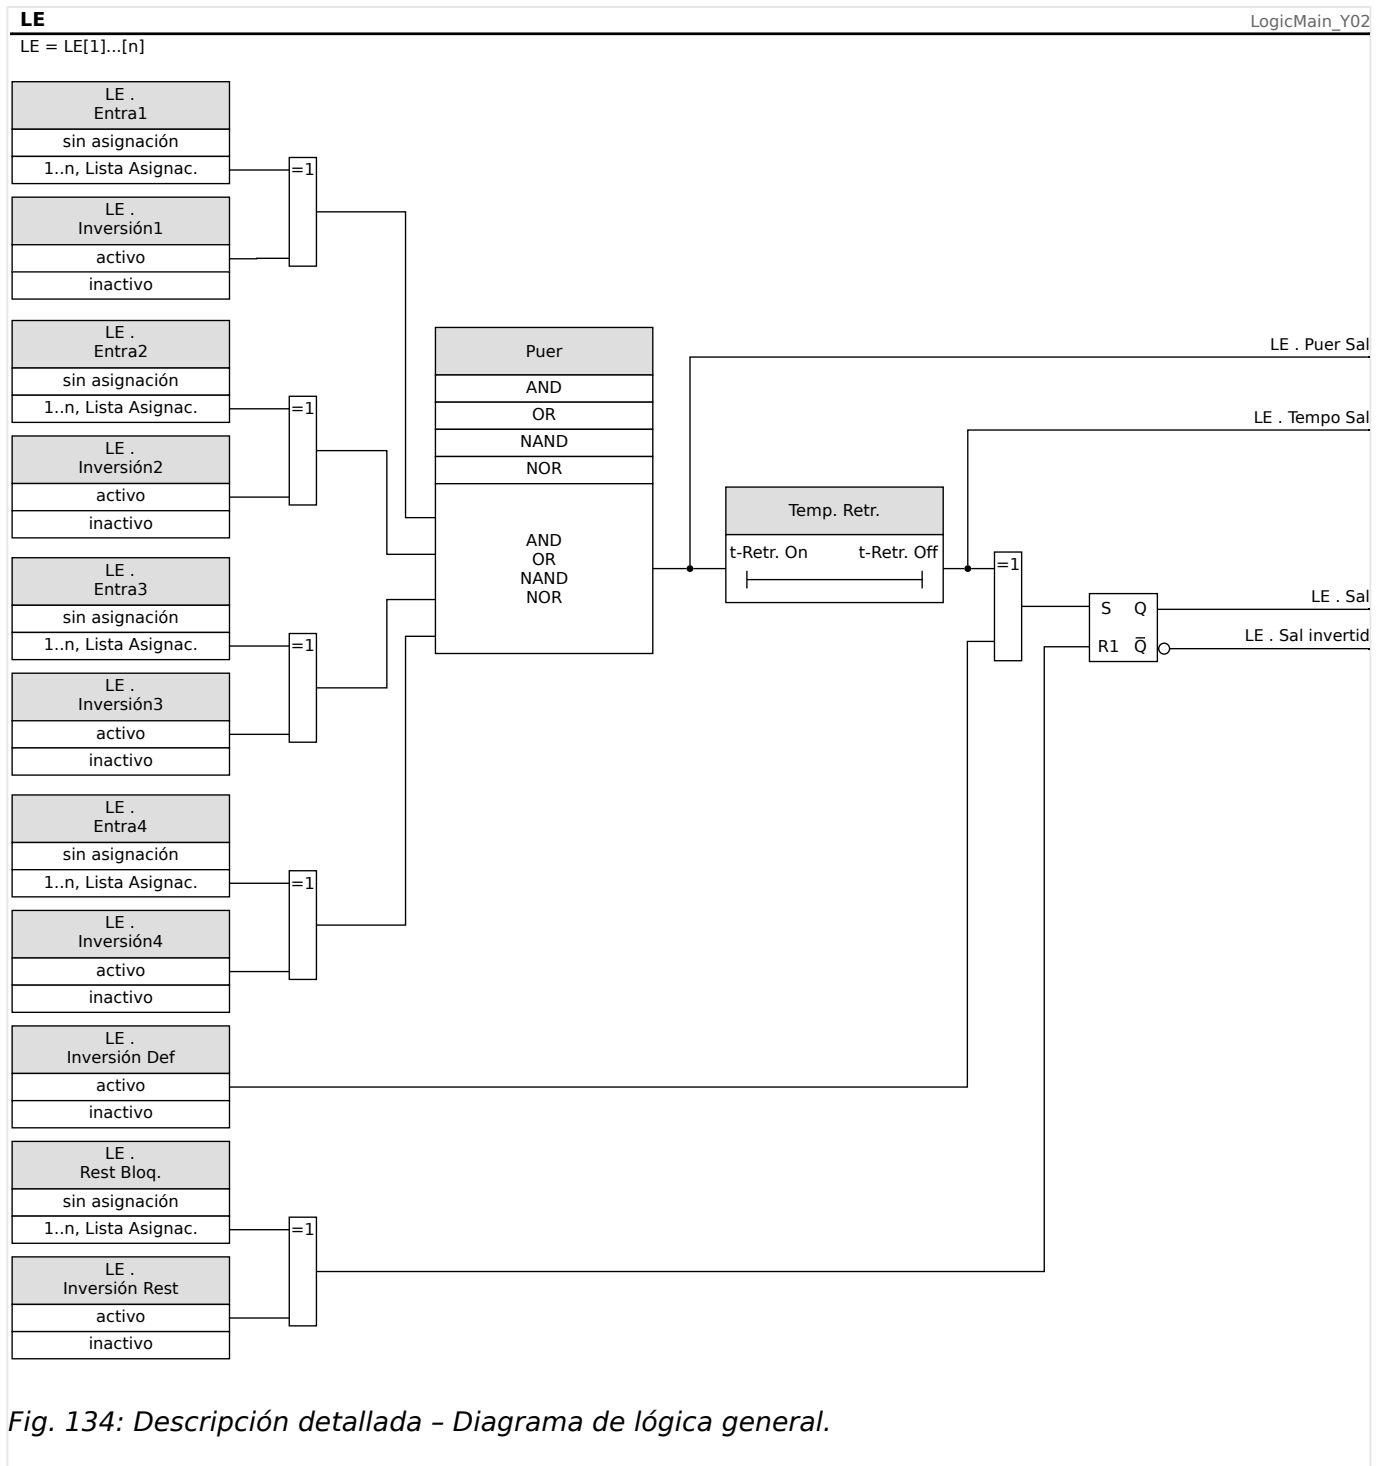 LE
LogicMain_Y02
LE = LE[1]...[n]
LE .
Entra1
sin asignación
1..n, Lista Asignac.
=1
LE .
Inversión1
activo
inactivo
LE .
Entra2
sin asignación
1..n, Lista Asignac.
=1
LE .
Inversión2
activo
inactivo
LE .
Entra3
sin asignación
1..n, Lista Asignac.
=1
LE .
Inversión3
activo
inactivo
LE .
Entra4
sin asignación
1..n, Lista Asignac.
=1
LE .
Inversión4
activo
inactivo
LE .
Inversión Def
activo
inactivo
LE .
Rest Bloq.
sin asignación
1..n, Lista Asignac.
=1
LE .
Inversión Rest
activo
inactivo
Puer
AND
OR
NAND
NOR
AND
OR
NAND
NOR
Temp. Retr.
t-Retr. On t-Retr. Off
=1
S Q
R1 Q̅
LE . Puer Sal
LE . Tempo Sal
LE . Sal
LE . Sal invertid
Fig. 134: Descripción detallada – Diagrama de lógica general.